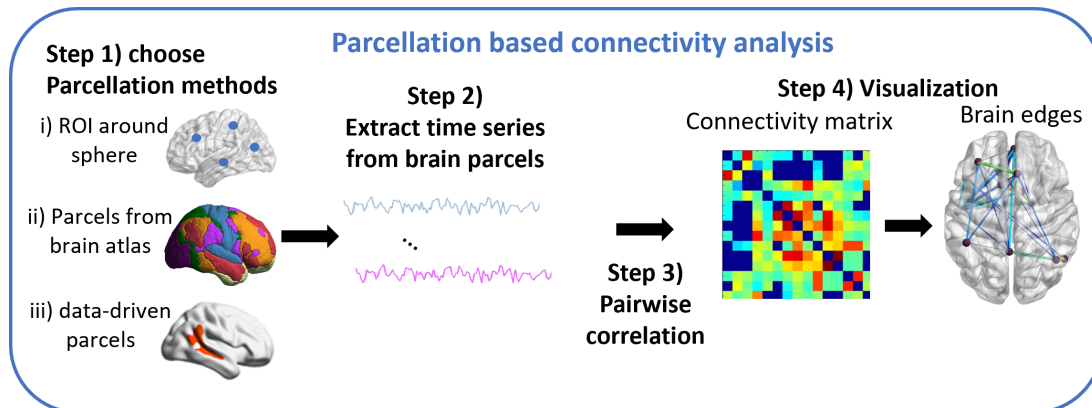 Parcellation based connectivity analysis
Step 1) choose
Parcellation methods
i) ROI around
sphere
ii) Parcels from
brain atlas
iii) data-driven
parcels
Step 2)
Extract time series
from brain parcels
...
Step 3)
Pairwise
correlation
Step 4) Visualization
Connectivity matrix
Brain edges